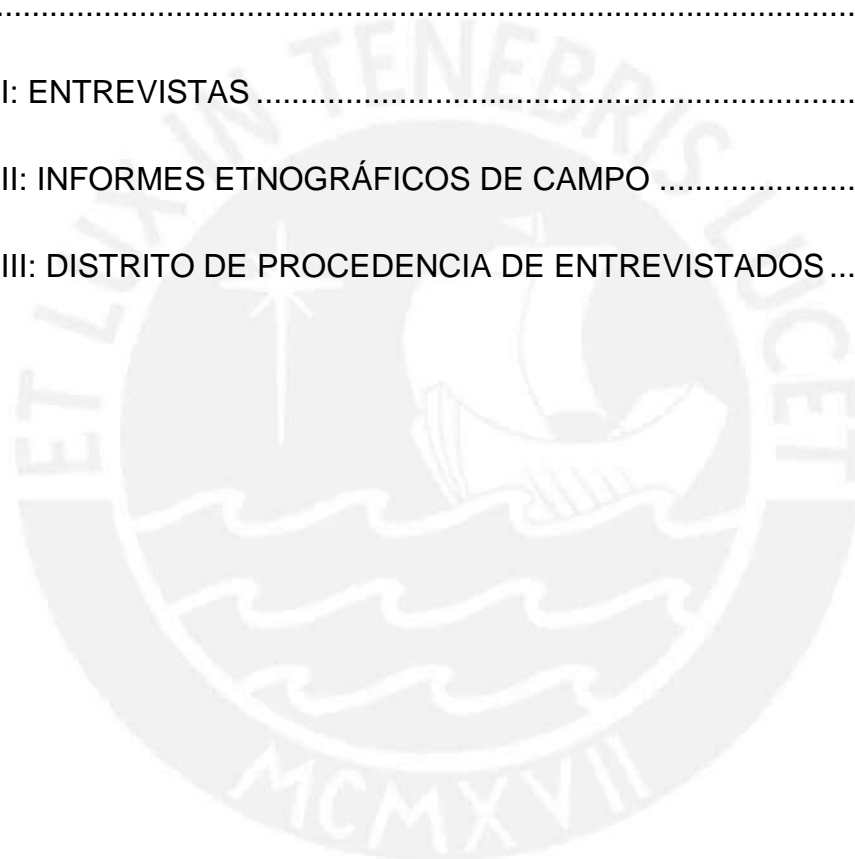 ................................................................................................
I: ENTREVISTAS ...................................................................
II: INFORMES ETNOGRÁFICOS DE CAMPO ......................
III: DISTRITO DE PROCEDENCIA DE ENTREVISTADOS ...
ET LUX IN TENEBRIS LUCET
MCMXVII